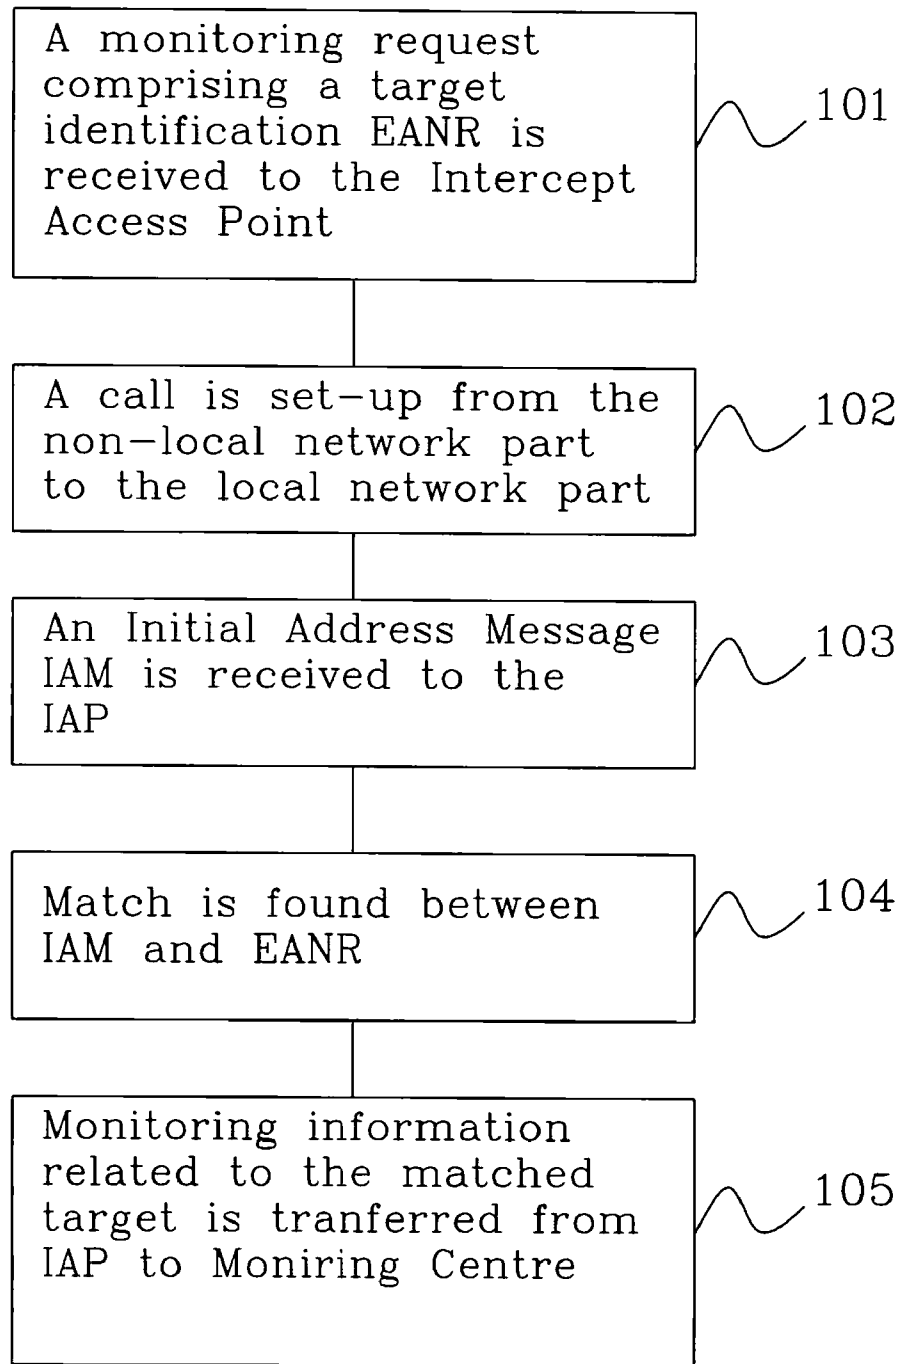 A monitoring request
comprising a target
identification EANR is
received to the Intercept
Access Point
101
A call is set-up from the
non-local network part
to the local network part
102
An Initial Address Message
IAM is received to the
IAP
103
Match is found between
IAM and EANR
104
Monitoring information
related to the matched
target is tranferred from
IAP to Moniring Centre
105